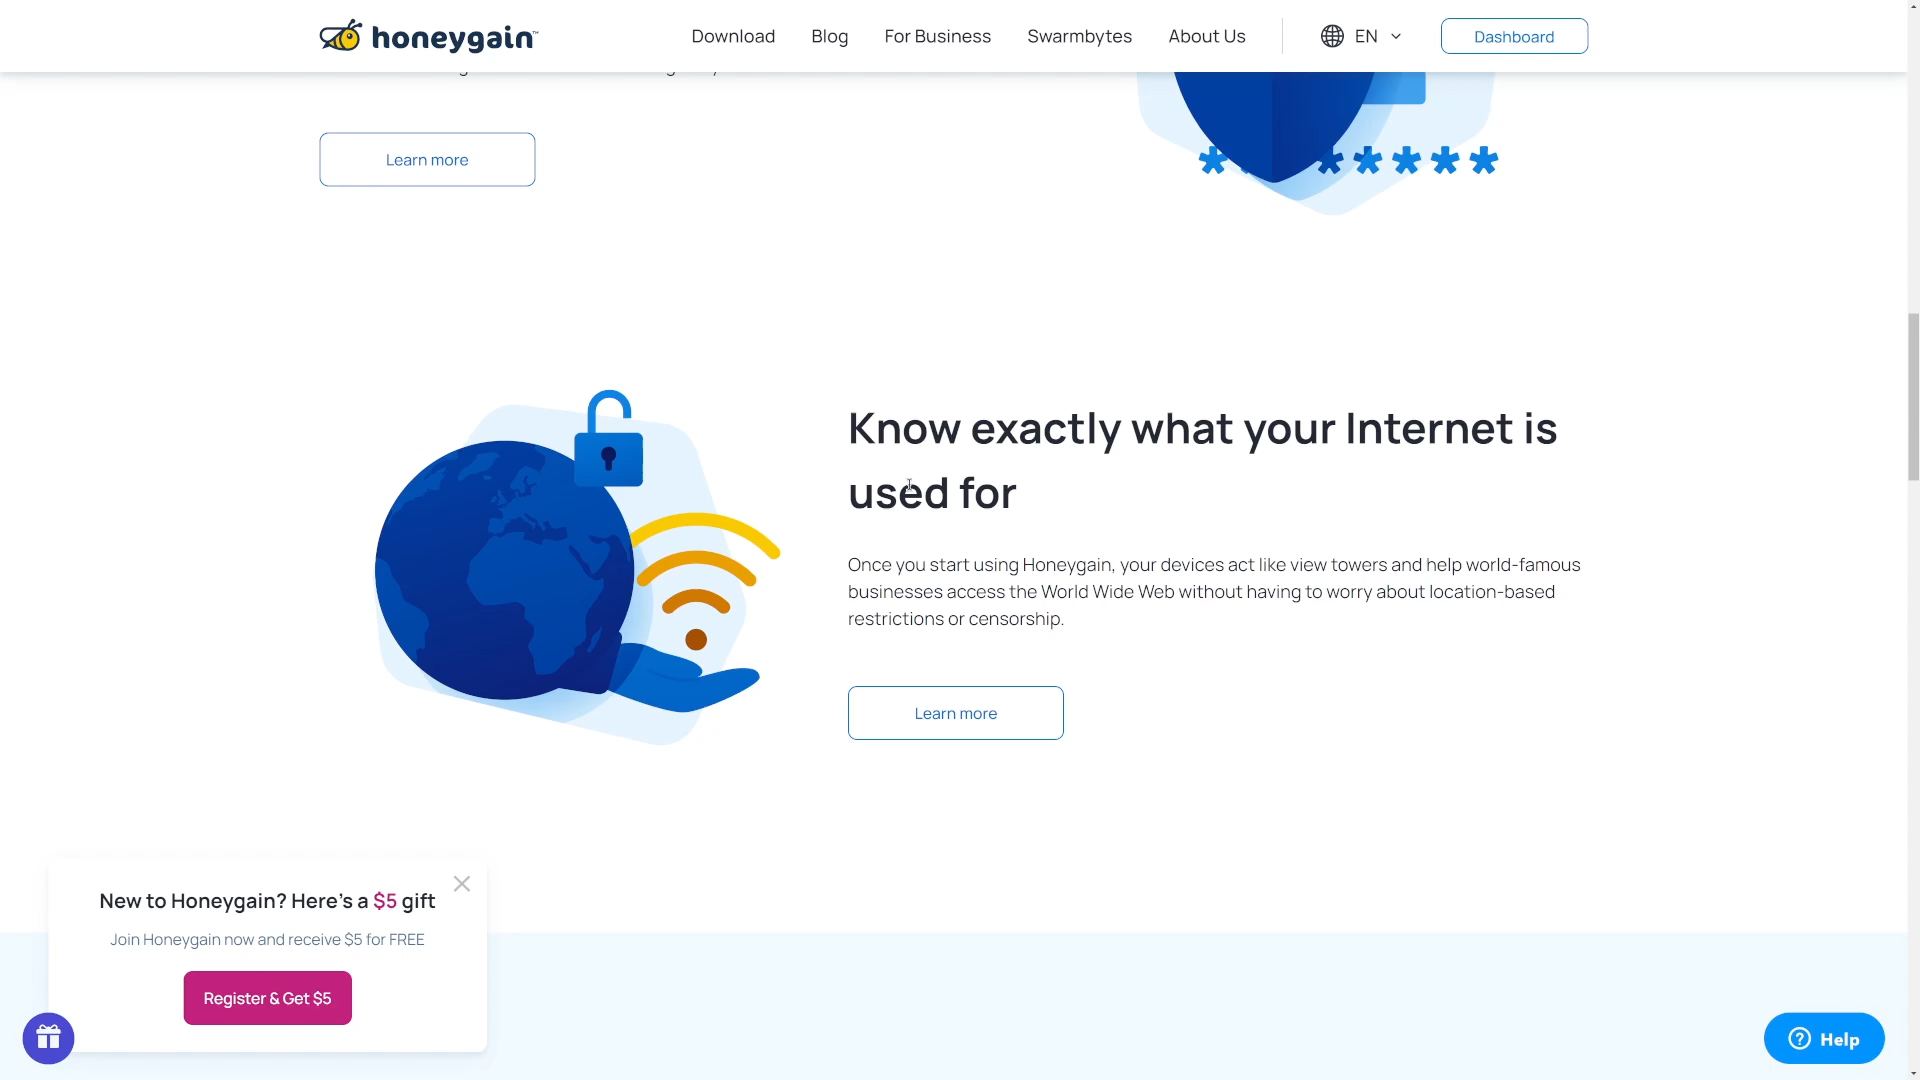 honeygain™
Download
Blog
For Business
Swarmbytes
About Us
EN
Dashboard
Learn more
* * * * * *
Know exactly what your Internet is
used for
Once you start using Honeygain, your devices act like view towers and help world-famous
businesses access the World Wide Web without having to worry about location-based
restrictions or censorship.
Learn more
New to Honeygain? Here's a $5 gift
Join Honeygain now and receive $5 for FREE
Register & Get $5
? Help